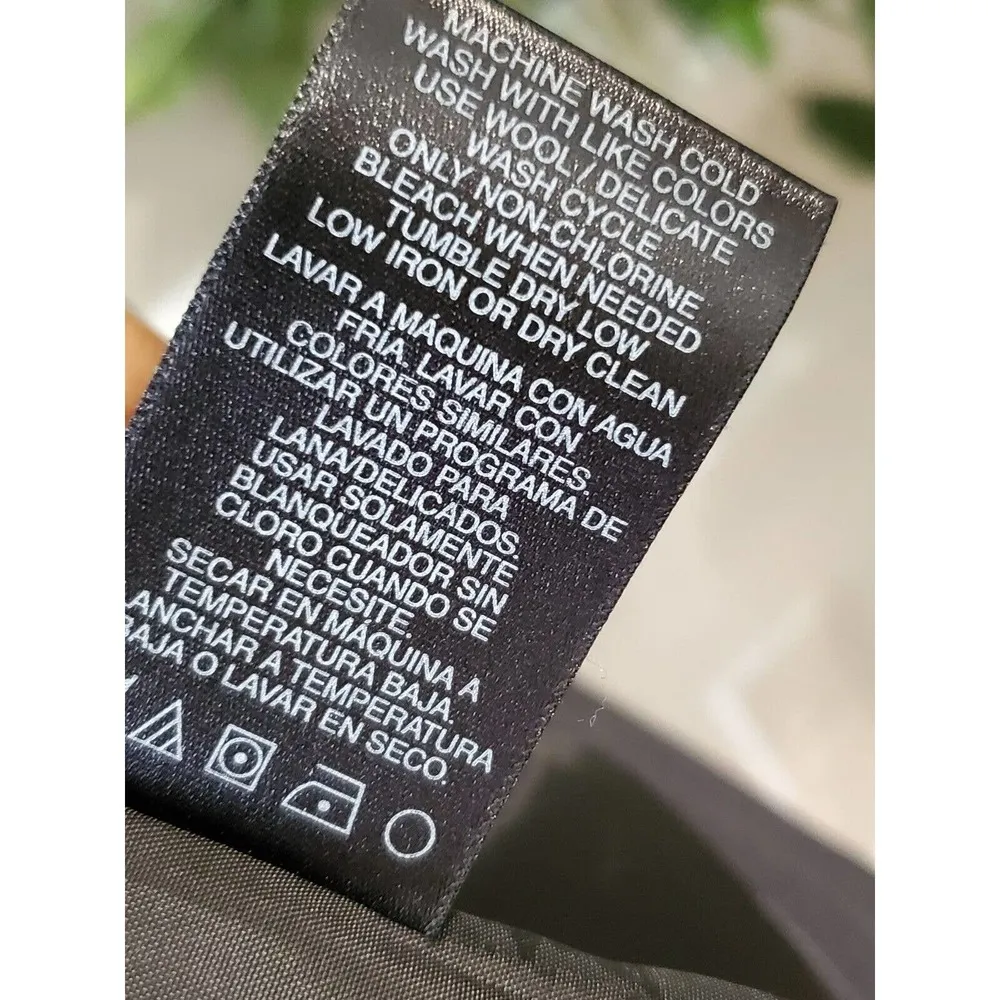 MACHINE WASH COLD
WASH WITH LIKE COLORS
USE WOOL / DELICATE
WASH CYCLE
ONLY NON-CHLORINE
BLEACH WHEN NEEDED
TUMBLE DRY LOW
LOW IRON OR DRY CLEAN
LAVAR A MÁQUINA CON AGUA
FRÍA. LAVAR CON
COLORES SIMILARES.
UTILIZAR UN PROGRAMA DE
LAVADO PARA
LANA/DELICADOS.
USAR SOLAMENTE
BLANQUEADOR SIN
CLORO CUANDO SE
NECESITE.
SECAR EN MÁQUINA A
TEMPERATURA BAJA.
ANCHAR A TEMPERATURA
BAJA O LAVAR EN SECO.